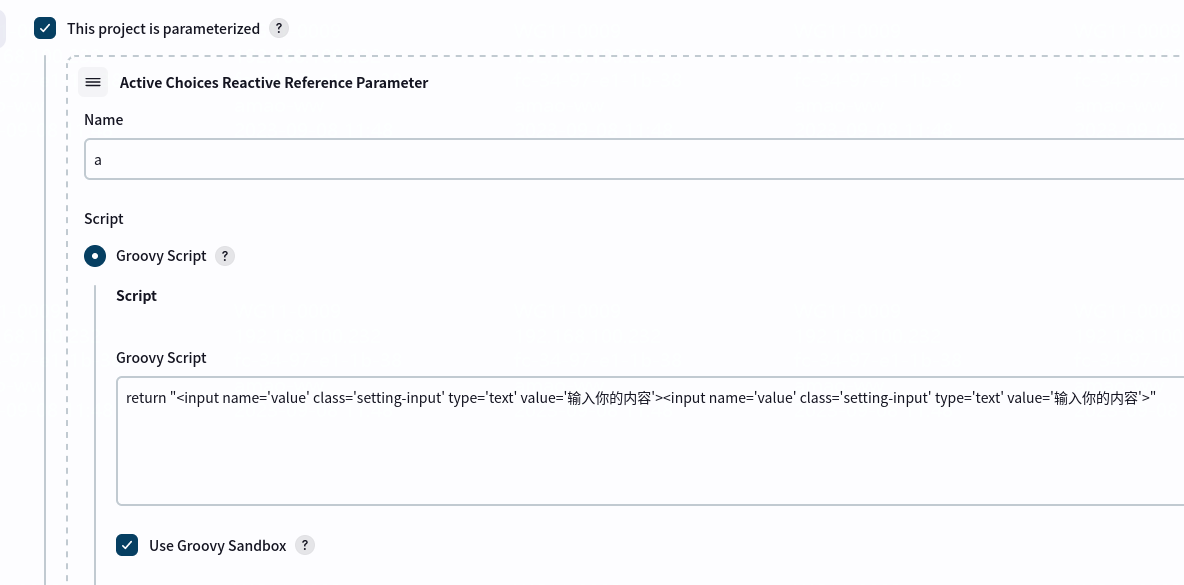 This project is parameterized ?
Active Choices Reactive Reference Parameter
Name
a
Script
Groovy Script ?
Script
Groovy Script
return "<input name='value' class='setting-input' type='text' value='输入你的内容'><input name='value' class='setting-input' type='text' value='输入你的内容'>"
Use Groovy Sandbox ?